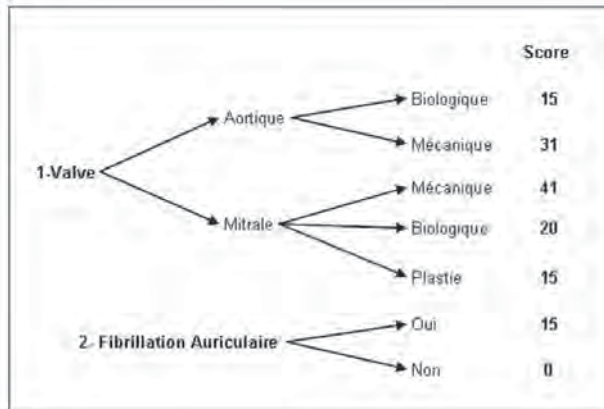 Score
Biologique 15
Aortique
Mécanique 31
1-Valve
Mécanique 41
Mitrale
Biologique 20
Plastie 15
Oui 15
2- Fibrillation Auriculaire
Non 0